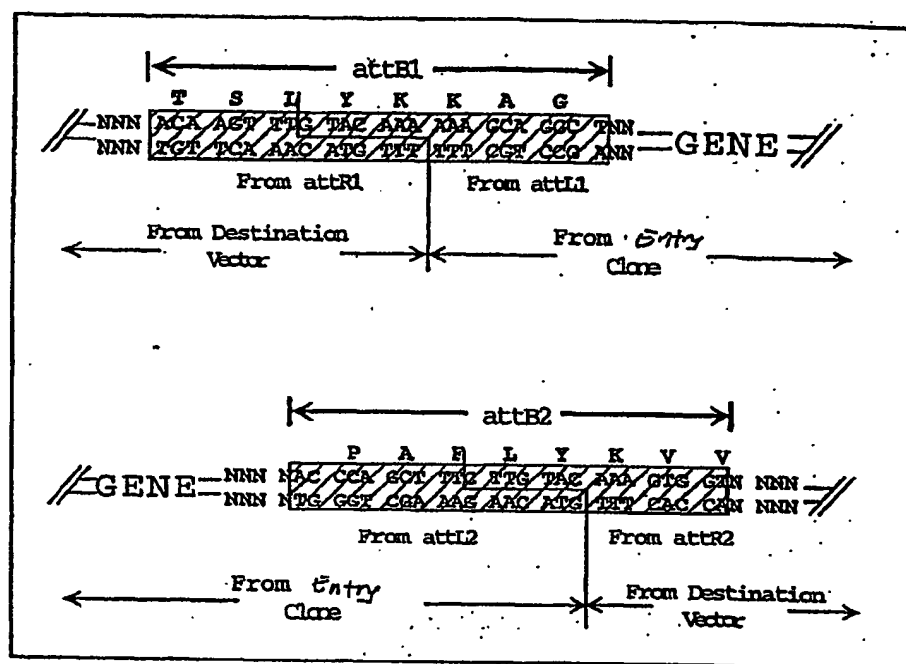 attB1
T S L Y K K A G
NNN ACA AGT TTG TAC AAA AAA GCA GGC TNN
GENE
NNN TGT TCA AAC ATG TTT TTT CGT CCG ANN
From attR1 From attL1
From Destination From Entry
Vector Clone
attB2
P A F L Y K V V
NNN NAC CCA GCT TTC TTG TAC AAA GTG GTN NNN
GENE
NNN NTG GGT CGA AAG AAC ATG TTT CAC CAN NNN
From attL2 From attR2
From Entry From Destination
Clone Vector